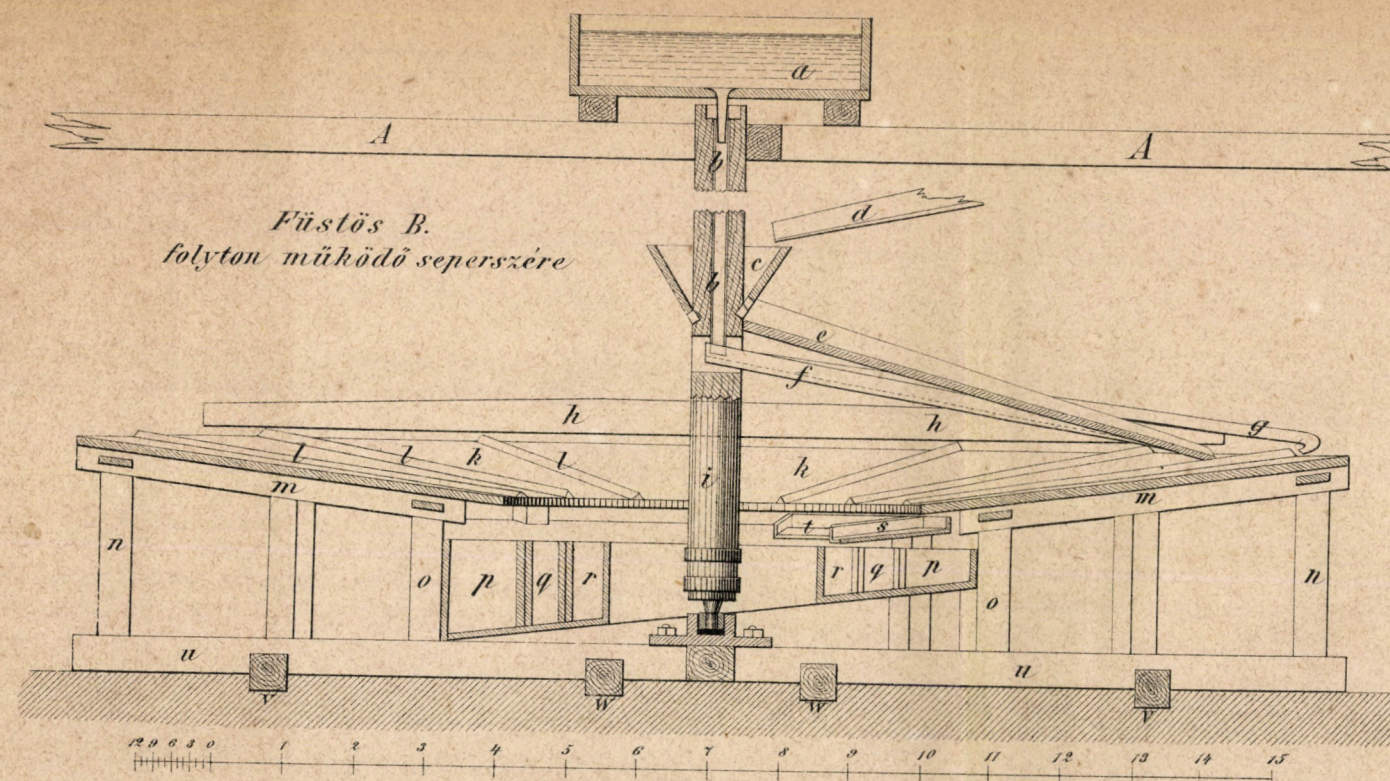 a
A b A
d
Füstös B.
folyton működő seperszére
c
b
e
f
h h g
l l k l i k
m m
t s
n o p q r r q p o n
u u
V W W V
12 9 6 3 0 1 2 3 4 5 6 7 8 9 10 11 12 13 14 15